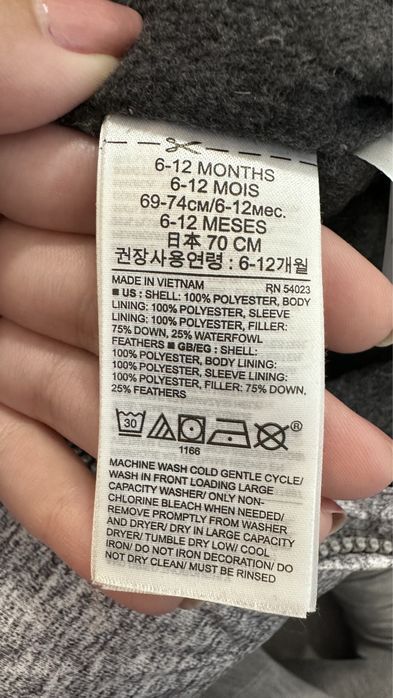 6-12 MONTHS
6-12 MOIS
69-74см/6-12мес.
6-12 MESES
日本 70 CM
권장사용연령 : 6-12개월
MADE IN VIETNAM RN 54023
■ US : SHELL: 100% POLYESTER, BODY
LINING: 100% POLYESTER, SLEEVE
LINING: 100% POLYESTER, FILLER:
75% DOWN, 25% WATERFOWL
FEATHERS ■ GB/EG : SHELL:
100% POLYESTER, BODY LINING:
100% POLYESTER, SLEEVE LINING:
100% POLYESTER, FILLER: 75% DOWN,
25% FEATHERS
30 ®
1166
MACHINE WASH COLD GENTLE CYCLE/
WASH IN FRONT LOADING LARGE
CAPACITY WASHER/ ONLY NON-
CHLORINE BLEACH WHEN NEEDED/
REMOVE PROMPTLY FROM WASHER
AND DRYER/ DRY IN LARGE CAPACITY
DRYER/ TUMBLE DRY LOW/ COOL
IRON/ DO NOT IRON DECORATION/ DO
NOT DRY CLEAN/ MUST BE RINSED